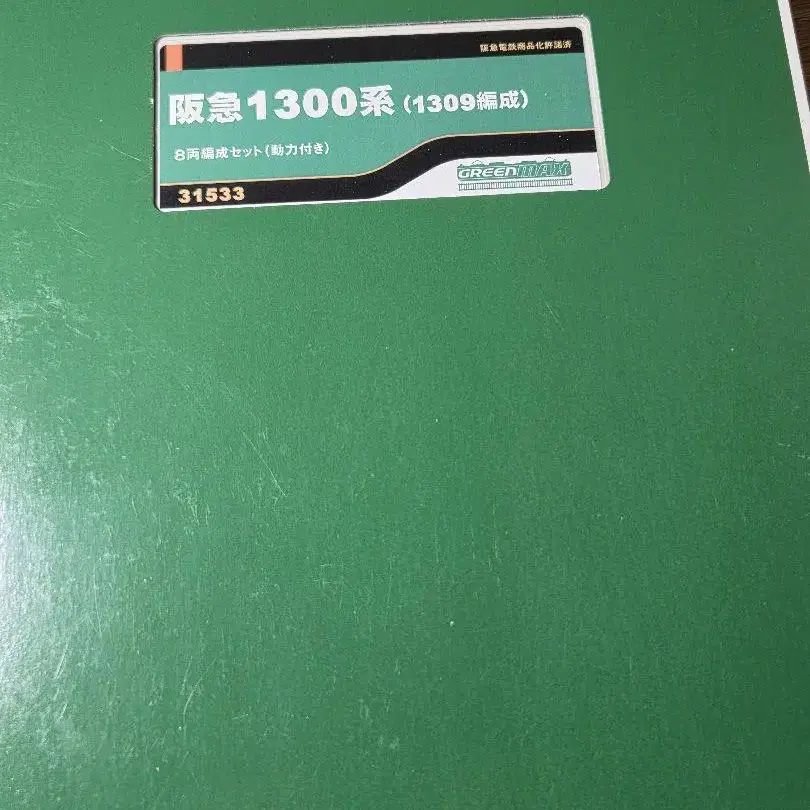 阪急電鉄商品化許諾済
阪急1300系（1309編成）
8両編成セット（動力付き）
GREENMAX
31533